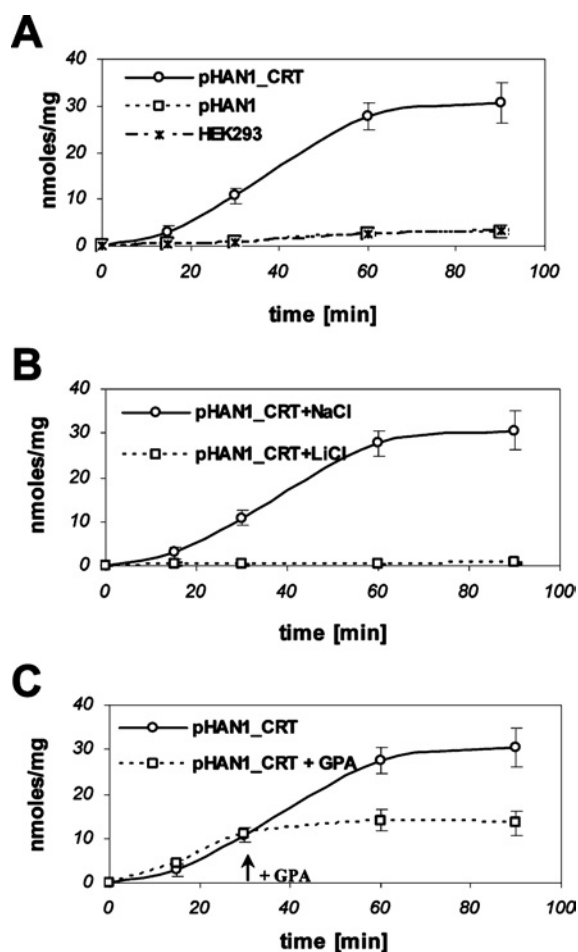 A
nmoles/mg
40
30
20
10
0
pHAN1_CRT
pHAN1
HEK293
0 20 40 60 80 100
time [min]
B
nmoles/mg
40
30
20
10
0
pHAN1_CRT+NaCl
pHAN1_CRT+LiCl
0 20 40 60 80 100
time [min]
C
nmoles/mg
40
30
20
10
0
pHAN1_CRT
pHAN1_CRT + GPA
+ GPA
0 20 40 60 80 100
time [min]